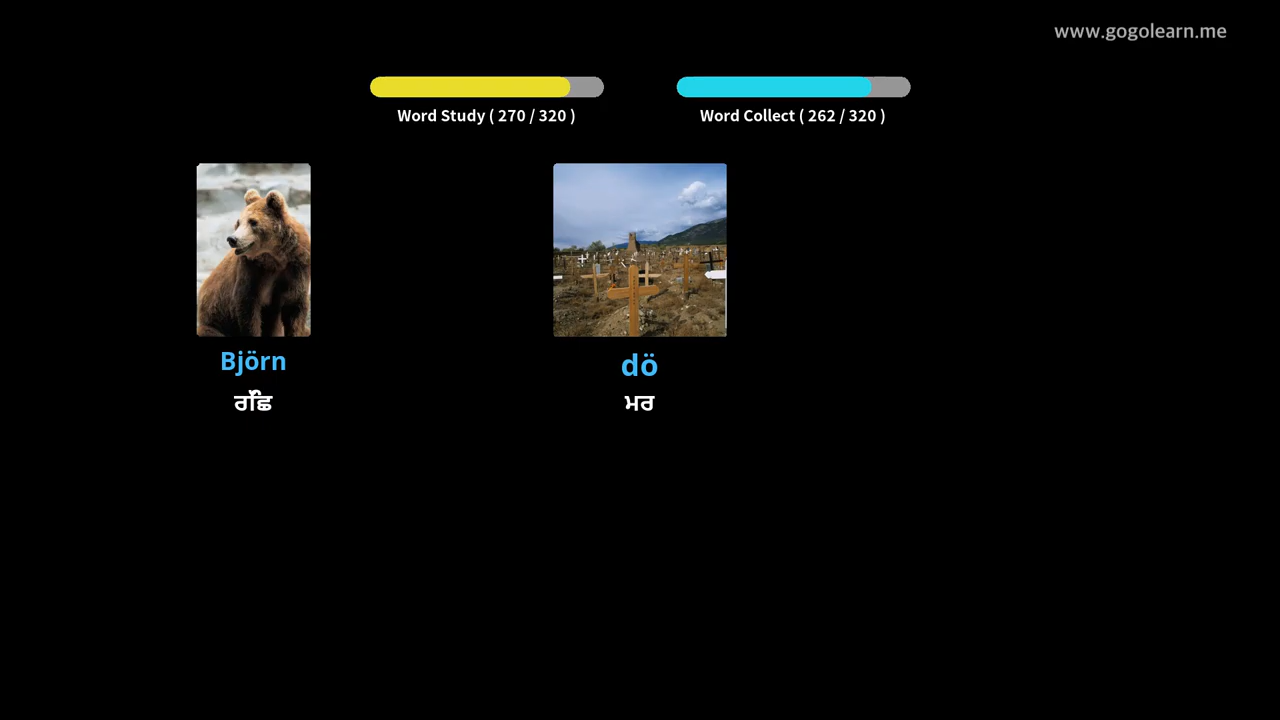 www.gogolearn.me
Word Study ( 270 / 320 )
Word Collect ( 262 / 320 )
Björn
dö
ਰਿੱਛ
ਮਰ